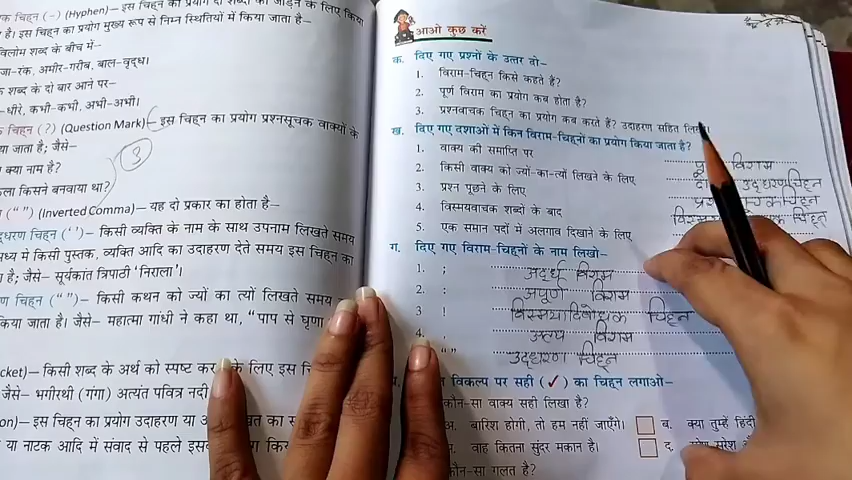 क चिह्न (-) (Hyphen)— इस चिह्न का प्रयोग दो शब्दों को जोड़ने के लिए किया
है। इस चिह्न का प्रयोग मुख्य रूप से निम्न स्थितियों में किया जाता है—
विलोम शब्द के बीच में—
जा-रंक, अमीर-गरीब, बाल-वृद्ध।
शब्द के दो बार आने पर—
-धीरे, कभी-कभी, अभी-अभी।
चिह्न (?) (Question Mark)— इस चिह्न का प्रयोग प्रश्नसूचक वाक्यों के
या जाता है; जैसे—
3
क्या नाम है?
किसने बनवाया था?
(“ ”) (Inverted Comma)— यह दो प्रकार का होता है—
चिह्न (‘ ’)— किसी व्यक्ति के नाम के साथ उपनाम लिखते समय
मध्य में किसी पुस्तक, व्यक्ति आदि का उदाहरण देते समय इस चिह्न का
है; जैसे— सूर्यकांत त्रिपाठी ‘निराला’।
ण चिह्न (“ ”)— किसी कथन को ज्यों का त्यों लिखते समय
किया जाता है। जैसे— महात्मा गांधी ने कहा था, “पाप से घृणा
cket)— किसी शब्द के अर्थ को स्पष्ट के लिए इस
जैसे— भगीरथी (गंगा) अत्यंत पवित्र नदी
on)— इस चिह्न का प्रयोग उदाहरण या
या नाटक आदि में संवाद से पहले
आओ कुछ करें
क. दिए गए प्रश्नों के उत्तर दो—
1. विराम-चिह्न किसे कहते हैं?
2. पूर्ण विराम का प्रयोग कब होता है?
3. प्रश्नवाचक चिह्न का प्रयोग कब करते हैं? उदाहरण सहित
ख. दिए गए दशाओं में किन विराम-चिह्नों का प्रयोग किया जाता है?
1. वाक्य की समाप्ति पर विराम
2. किसी वाक्य को ज्यों-का-त्यों लिखने के लिए उद्धरण चिह्न
3. प्रश्न पूछने के लिए चिह्न
4. विस्मयवाचक शब्दों के बाद चिह्न
5. एक समान पदों में अलगाव दिखाने के लिए
ग. दिए गए विराम-चिह्नों के नाम लिखो—
1. ; अर्द्ध विराम
2. : अपूर्ण विराम
3 ! विस्मयादिबोधक चिह्न
4. , अल्प विराम
“ ” उद्धरण चिह्न
विकल्प पर सही (✓) का चिह्न लगाओ—
कौन-सा वाक्य सही लिखा है?
अ. बारिश होगी, तो हम नहीं जाएँगे। ब. क्या तुम्हें हिंदी
स. वाह कितना सुंदर मकान है। द.
कौन-सा गलत है?